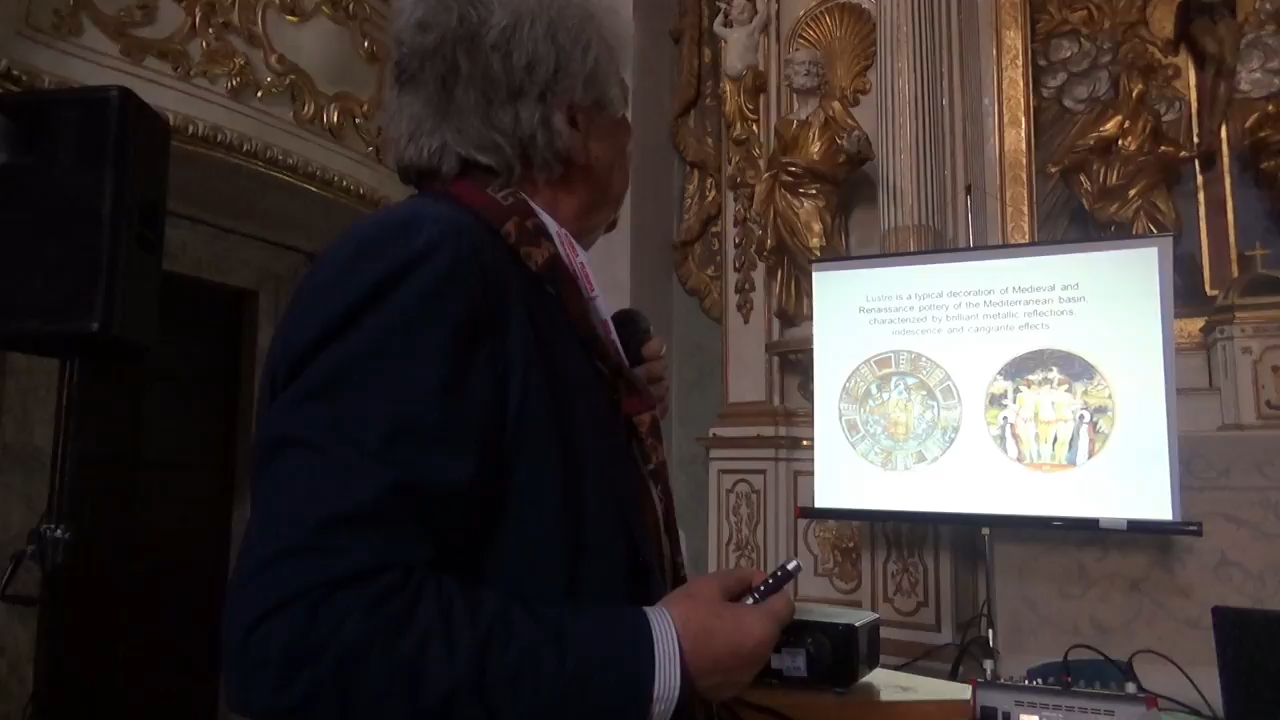 Lustre is a typical decoration of Medieval and
Renaissance pottery of the Mediterranean basin,
characterized by brilliant metallic reflections,
iridescence and cangiante effects